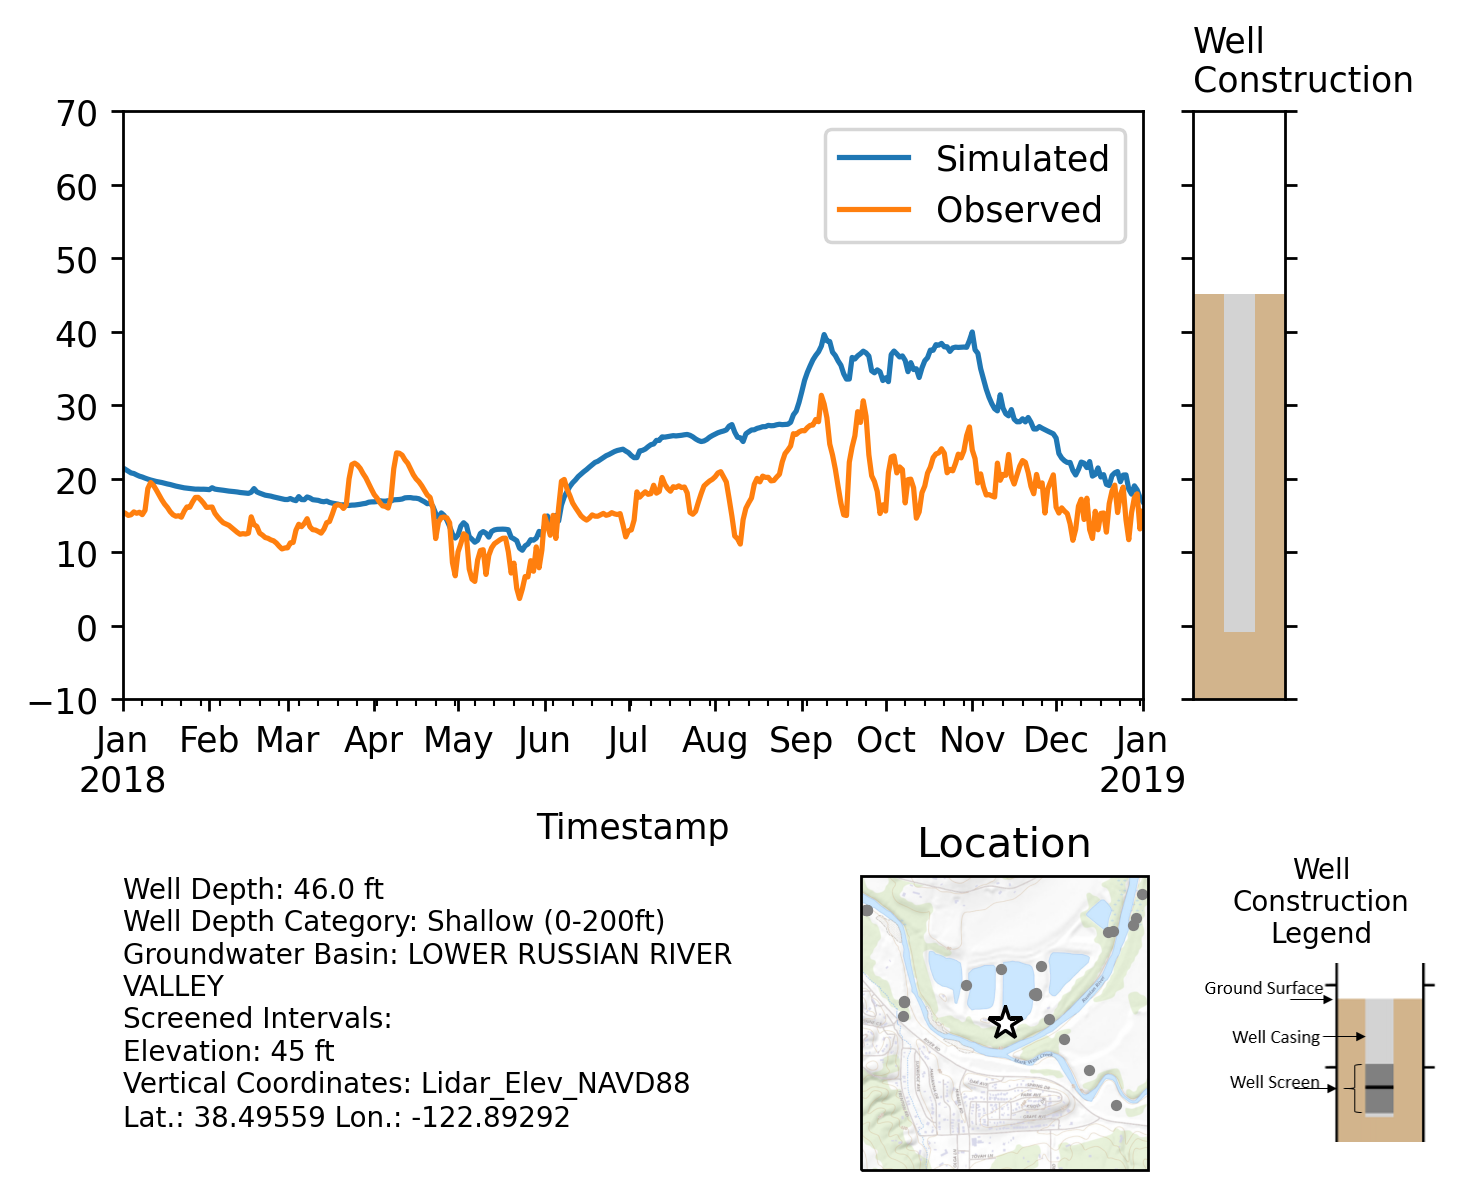 Well
Construction
70
60
50
40
30
20
10
0
−10
Simulated
Observed
Jan Feb Mar Apr May Jun Jul Aug Sep Oct Nov Dec Jan
2018 2019
Timestamp
Well Depth: 46.0 ft
Well Depth Category: Shallow (0-200ft)
Groundwater Basin: LOWER RUSSIAN RIVER
VALLEY
Screened Intervals:
Elevation: 45 ft
Vertical Coordinates: Lidar_Elev_NAVD88
Lat.: 38.49559 Lon.: -122.89292
Location
Well
Construction
Legend
Ground Surface
Well Casing
Well Screen